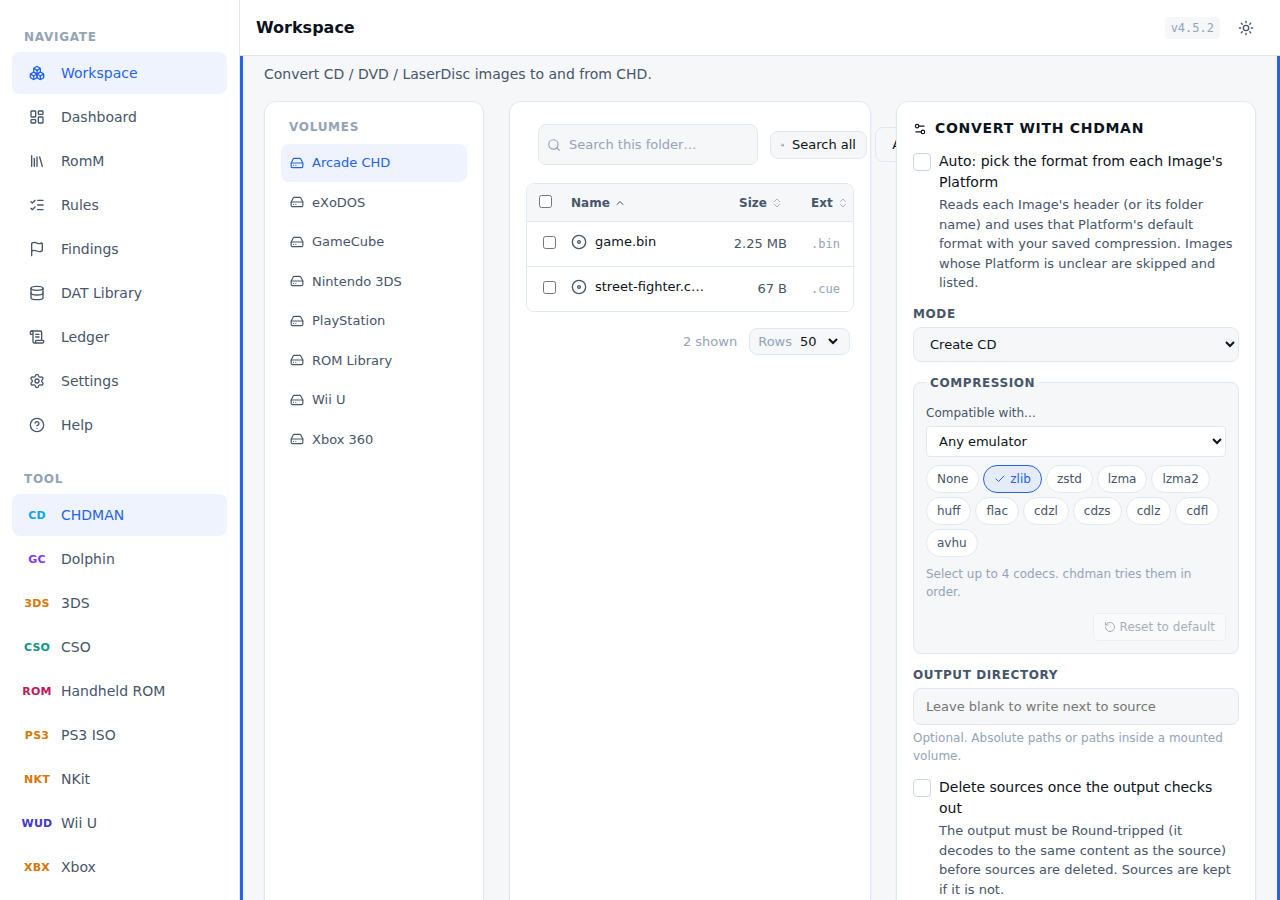 NAVIGATE
Workspace
Dashboard
RomM
Rules
Findings
DAT Library
Ledger
Settings
Help
TOOL
CD CHDMAN
GC Dolphin
3DS 3DS
CSO CSO
ROM Handheld ROM
PS3 PS3 ISO
NKT NKit
WUD Wii U
XBX Xbox
Workspace
v4.5.2
Convert CD / DVD / LaserDisc images to and from CHD.
VOLUMES
Arcade CHD
eXoDOS
GameCube
Nintendo 3DS
PlayStation
ROM Library
Wii U
Xbox 360
Search this folder…
Search all
Name Size Ext
game.bin 2.25 MB .bin
street-fighter.c… 67 B .cue
2 shown Rows 50
CONVERT WITH CHDMAN
Auto: pick the format from each Image's
Platform
Reads each Image's header (or its folder
name) and uses that Platform's default
format with your saved compression. Images
whose Platform is unclear are skipped and
listed.
MODE
Create CD
COMPRESSION
Compatible with…
Any emulator
None zlib zstd lzma lzma2
huff flac cdzl cdzs cdlz cdfl
avhu
Select up to 4 codecs. chdman tries them in
order.
Reset to default
OUTPUT DIRECTORY
Leave blank to write next to source
Optional. Absolute paths or paths inside a mounted
volume.
Delete sources once the output checks
out
The output must be Round-tripped (it
decodes to the same content as the source)
before sources are deleted. Sources are kept
if it is not.